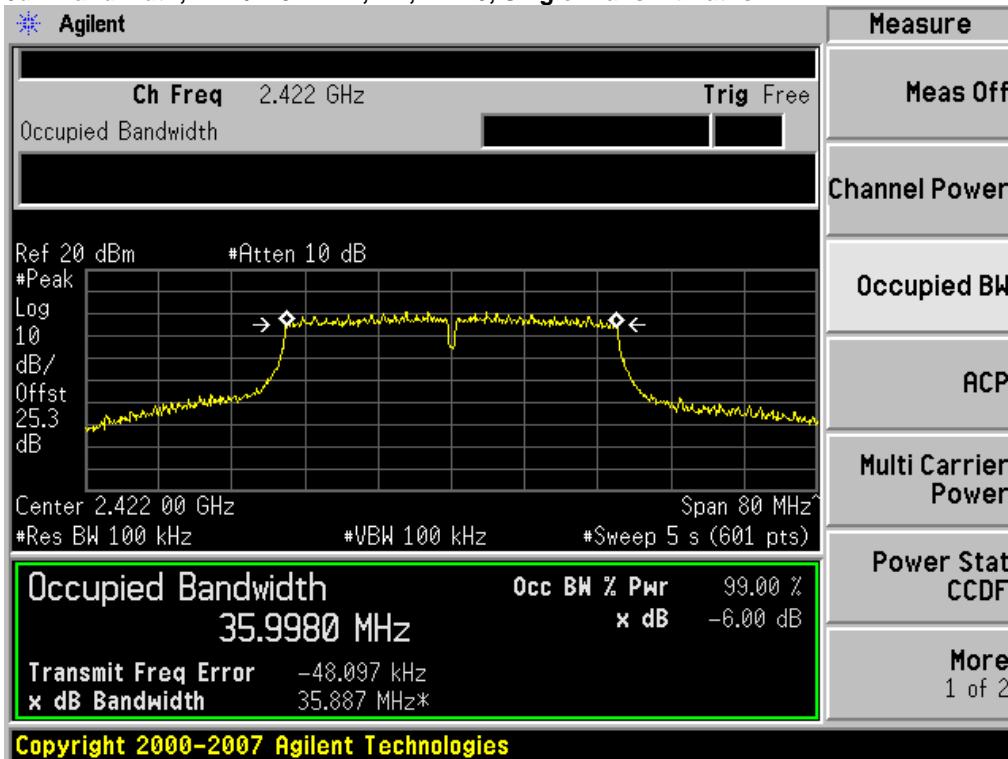 Agilent
Measure
Ch Freq 2.422 GHz Trig Free
Occupied Bandwidth
Meas Off
Channel Power
Occupied BW
ACP
Multi Carrier
Power
Power Stat
CCDF
More
1 of 2
Ref 20 dBm #Atten 10 dB
#Peak
Log
10
dB/
Offst
25.3
dB
Center 2.422 00 GHz Span 80 MHz^
#Res BW 100 kHz #VBW 100 kHz #Sweep 5 s (601 pts)
Occupied Bandwidth
35.9980 MHz
Occ BW % Pwr 99.00 %
x dB -6.00 dB
Transmit Freq Error -48.097 kHz
x dB Bandwidth 35.887 MHz*
Copyright 2000-2007 Agilent Technologies